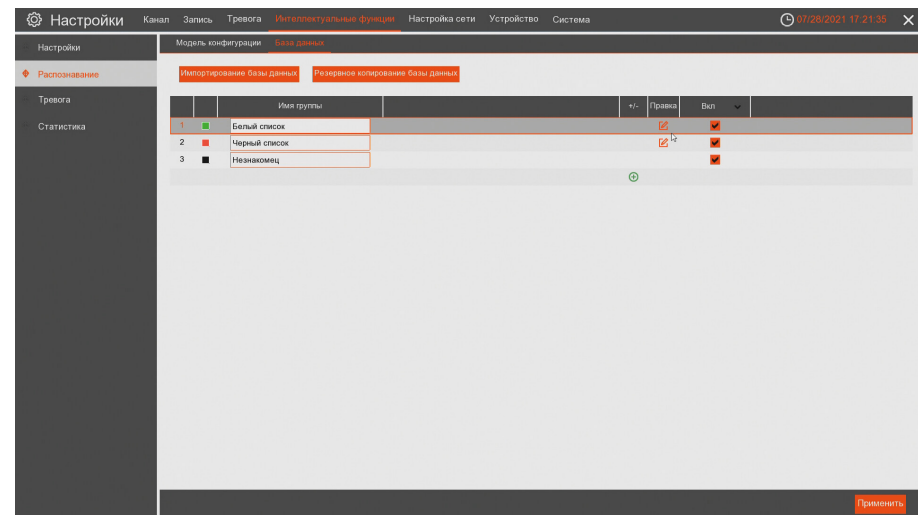 Настройки Канал Запись Тревога Интеллектуальные функции Настройка сети Устройство Система 07/28/2021 17:21:35
Настройки
Распознавание
Тревога
Статистика
Модель конфигурации База данных
Импортирование базы данных Резервное копирование базы данных
Имя группы +/- Правка Вкл
1 Белый список
2 Черный список
3 Незнакомец
Применить